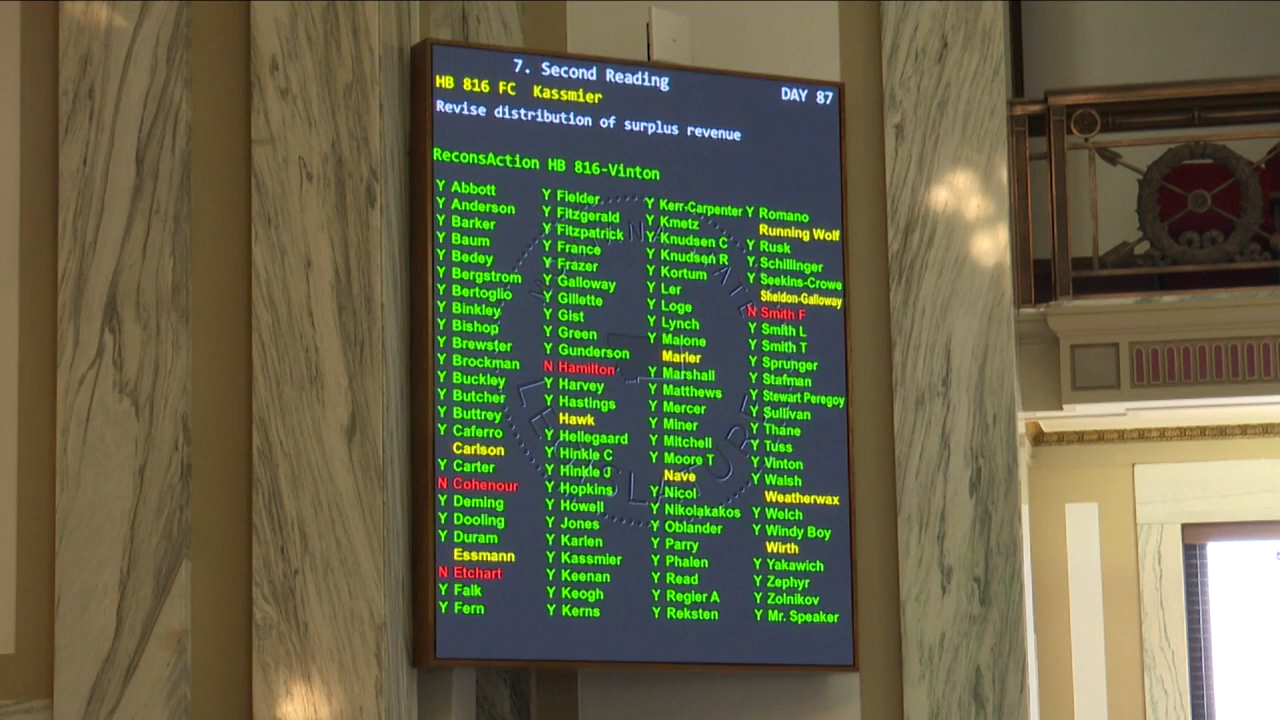 7. Second Reading
HB 816 FC Kassmier
DAY 87
Revise distribution of surplus revenue
ReconsAction HB 816-Vinton
Y Abbott
Y Anderson
Y Barker
Y Baum
Y Bedey
Y Bergstrom
Y Bertoglio
Y Binkley
Y Bishop
Y Brewster
Y Brockman
Y Buckley
Y Butcher
Y Buttrey
Y Caferro
Carlson
Y Carter
N Cohenour
Y Deming
Y Dooling
Y Duram
Essmann
N Etchart
Y Falk
Y Fern
Y Fielder
Y Fitzgerald
Y Fitzpatrick
Y France
Y Frazer
Y Galloway
Y Gillette
Y Gist
Y Green
Y Gunderson
N Hamilton
Y Harvey
Y Hastings
Hawk
Y Hellegaard
Y Hinkle C
Y Hinkle J
Y Hopkins
Y Howell
Y Jones
Y Karlen
Y Kassmier
Y Keenan
Y Keogh
Y Kerns
Y Kerr-Carpenter
Y Kmetz
Y Knudsen C
Y Knudsen R
Y Kortum
Y Ler
Y Loge
Y Lynch
Y Malone
Marler
Y Marshall
Y Matthews
Y Mercer
Y Miner
Y Mitchell
Y Moore T
Nave
Y Nicol
Y Nikolakakos
Y Oblander
Y Parry
Y Phalen
Y Read
Y Regler A
Y Reksten
Y Romano
Running Wolf
Y Rusk
Y Schillinger
Y Seekins-Crowe
Sheldon-Galloway
N Smith F
Y Smith L
Y Smith T
Y Sprunger
Y Stafman
Y Stewart Peregoy
Y Sullivan
Y Thane
Y Tuss
Y Vinton
Y Walsh
Weatherwax
Y Welch
Y Windy Boy
Wirth
Y Yakawich
Y Zephyr
Y Zolnikov
Y Mr. Speaker